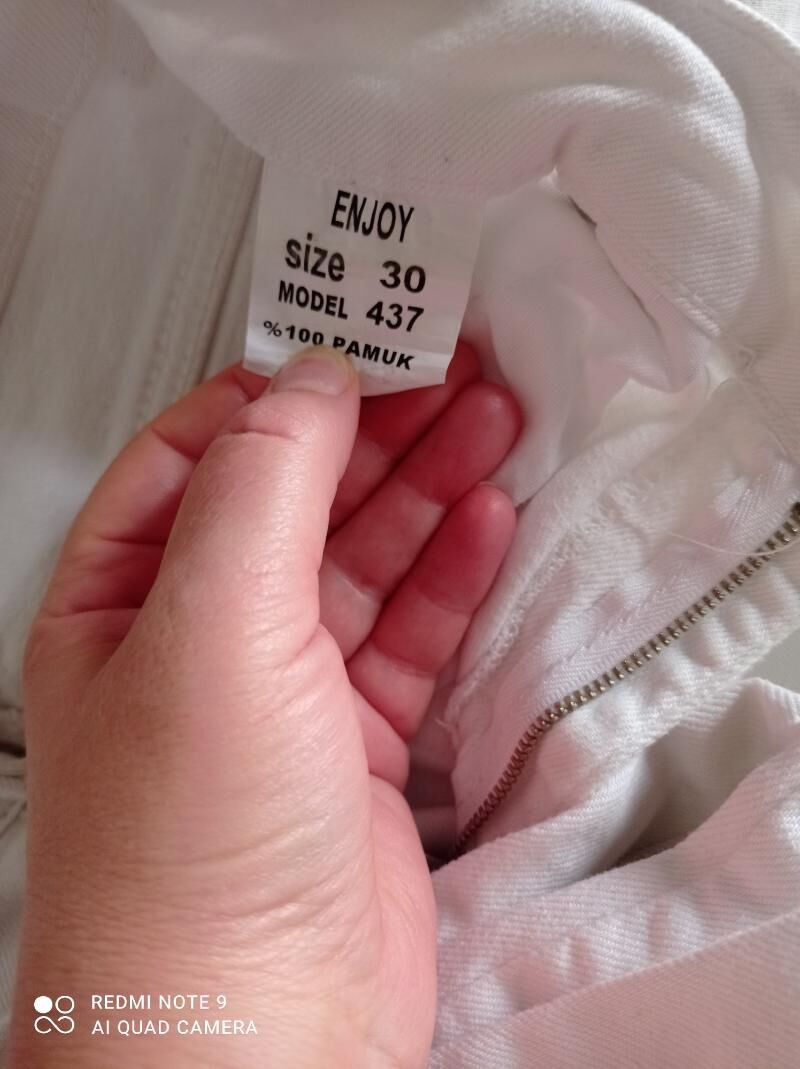 ENJOY
size 30
MODEL 437
%100 PAMUK
REDMI NOTE 9
AI QUAD CAMERA